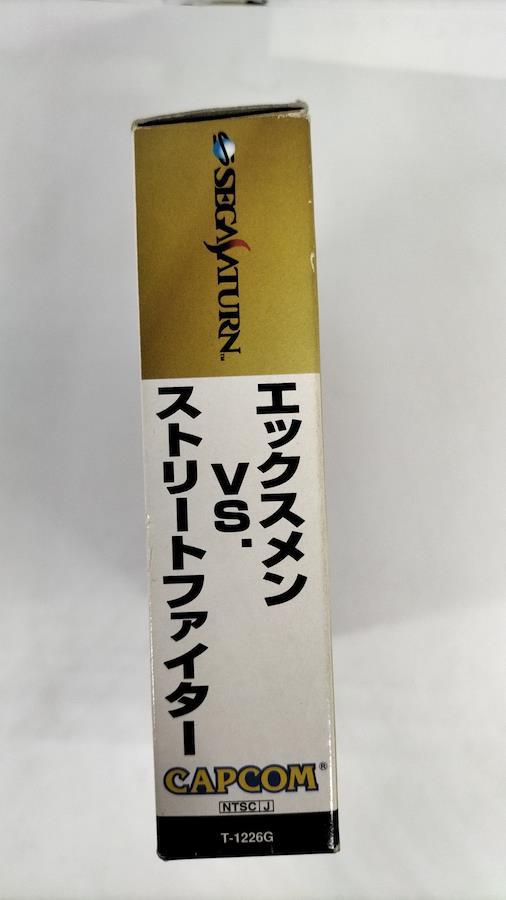 SEGA SATURN™
エックスメン
VS.
ストリートファイター
CAPCOM®
NTSC J
T-1226G